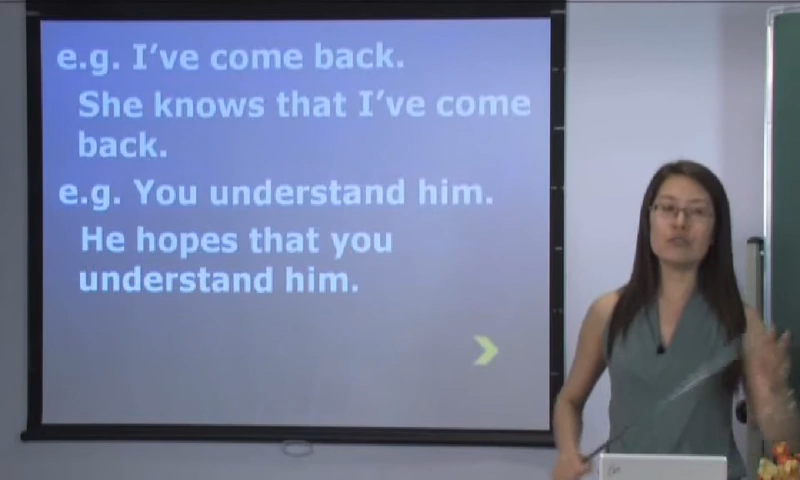 e.g. I've come back.
She knows that I've come
back.
e.g. You understand him.
He hopes that you
understand him.